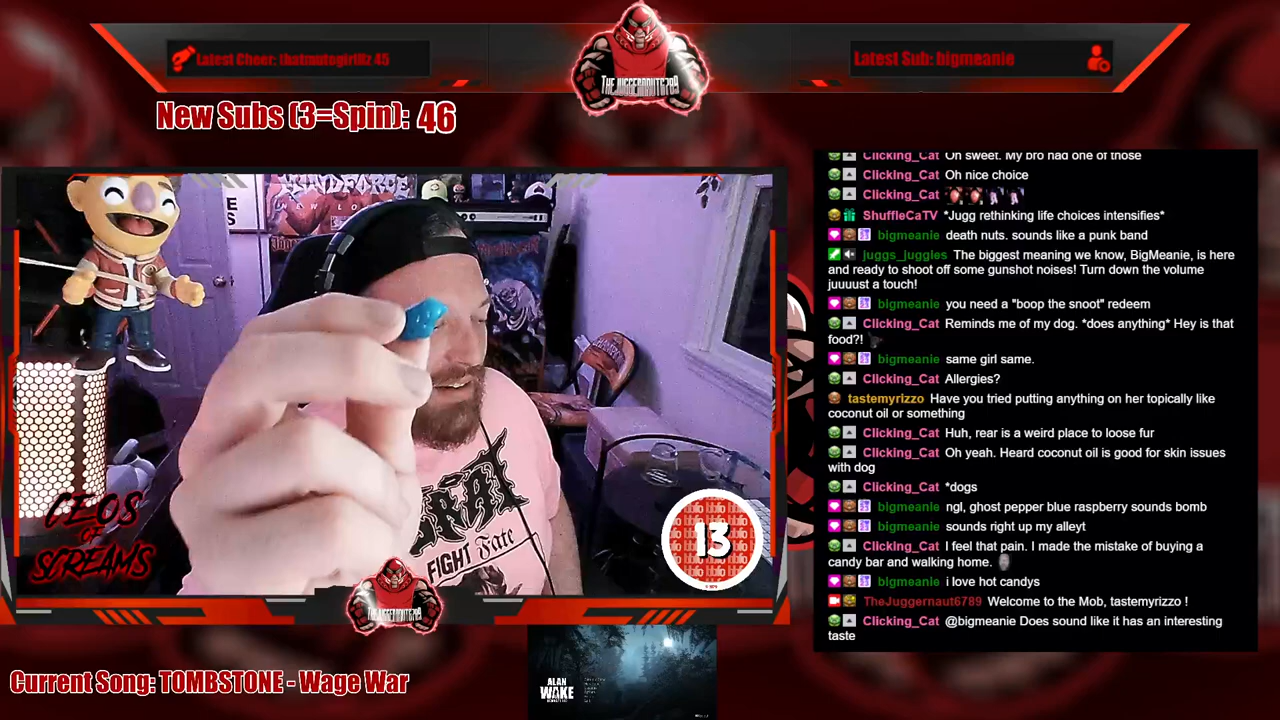 Latest Cheer: thatmutogirlllz 45
THEJUGGERNAUT6789
Latest Sub: bigmeanie
New Subs (3=Spin): 46
MINDFORCE
NEW LO
E
S
CEOS
OF
SCREAMS
FIGHT Fate
13
THEJUGGERNAUT6789
Clicking_Cat Oh sweet. My bro had one of those
Clicking_Cat Oh nice choice
Clicking_Cat
ShuffleCaTV *Jugg rethinking life choices intensifies*
bigmeanie death nuts. sounds like a punk band
juggs_juggles The biggest meaning we know, BigMeanie, is here
and ready to shoot off some gunshot noises! Turn down the volume
juuuust a touch!
bigmeanie you need a "boop the snoot" redeem
Clicking_Cat Reminds me of my dog. *does anything* Hey is that
food?!
bigmeanie same girl same.
Clicking_Cat Allergies?
tastemyrizzo Have you tried putting anything on her topically like
coconut oil or something
Clicking_Cat Huh, rear is a weird place to loose fur
Clicking_Cat Oh yeah. Heard coconut oil is good for skin issues
with dog
Clicking_Cat *dogs
bigmeanie ngl, ghost pepper blue raspberry sounds bomb
bigmeanie sounds right up my alleyt
Clicking_Cat I feel that pain. I made the mistake of buying a
candy bar and walking home.
bigmeanie i love hot candys
TheJuggernaut6789 Welcome to the Mob, tastemyrizzo !
Clicking_Cat @bigmeanie Does sound like it has an interesting
taste
Current Song: TOMBSTONE - Wage War
ALAN
WAKE